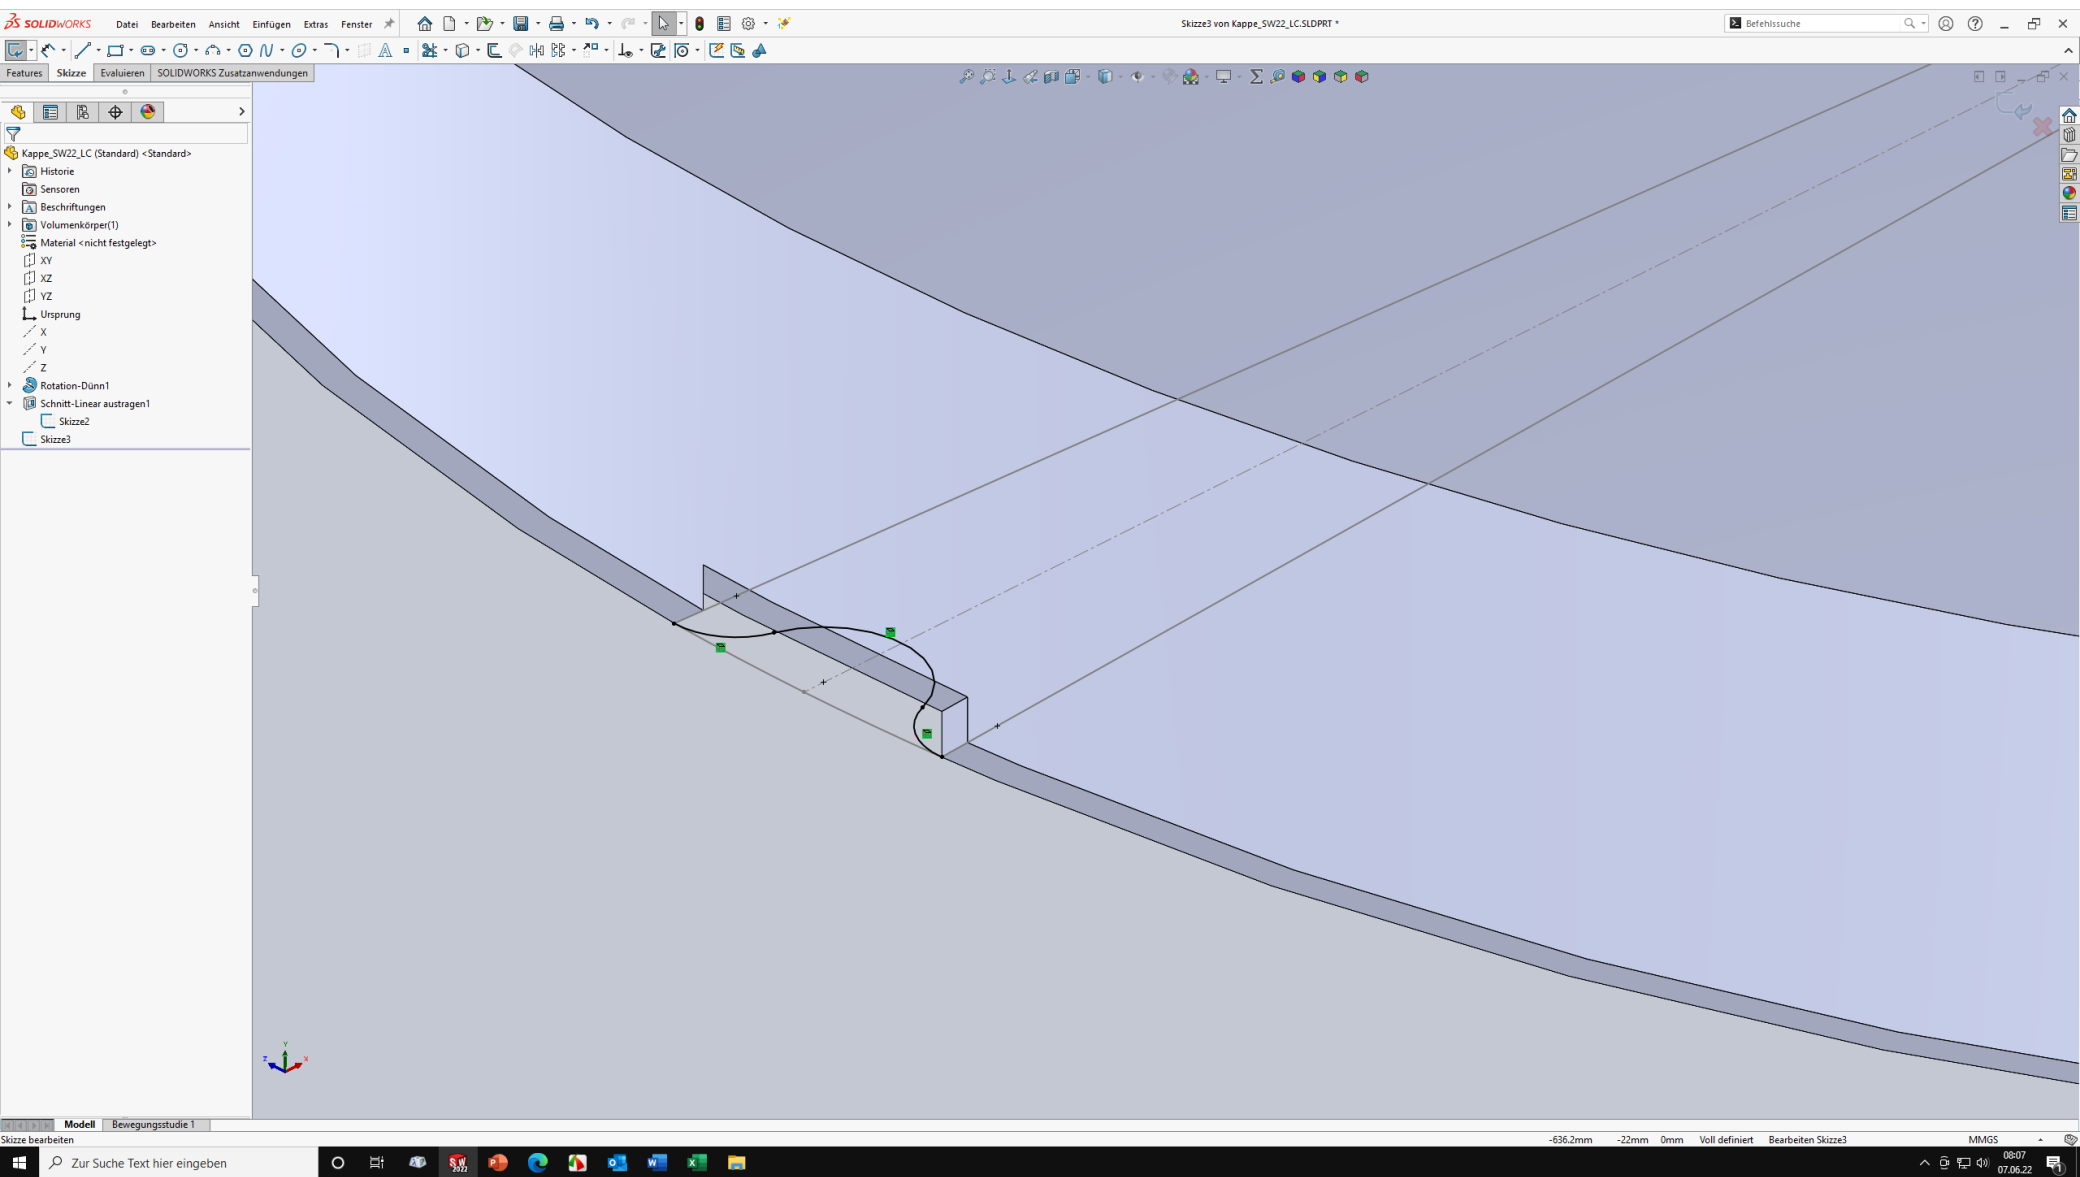 SOLIDWORKS Datei Bearbeiten Ansicht Einfügen Extras Fenster Skizze3 von Kappe_SW22_LC.SLDPRT * Befehlssuche
Features Skizze Evaluieren SOLIDWORKS Zusatzanwendungen
Kappe_SW22_LC (Standard) <Standard>
Historie
Sensoren
Beschriftungen
Volumenkörper(1)
Material <nicht festgelegt>
XY
XZ
YZ
Ursprung
X
Y
Z
Rotation-Dünn1
Schnitt-Linear austragen1
Skizze2
Skizze3
Y
Z X
Modell Bewegungsstudie 1
Skizze bearbeiten -636.2mm -22mm 0mm Voll definiert Bearbeiten Skizze3 MMGS
Zur Suche Text hier eingeben 08:07
07.06.22